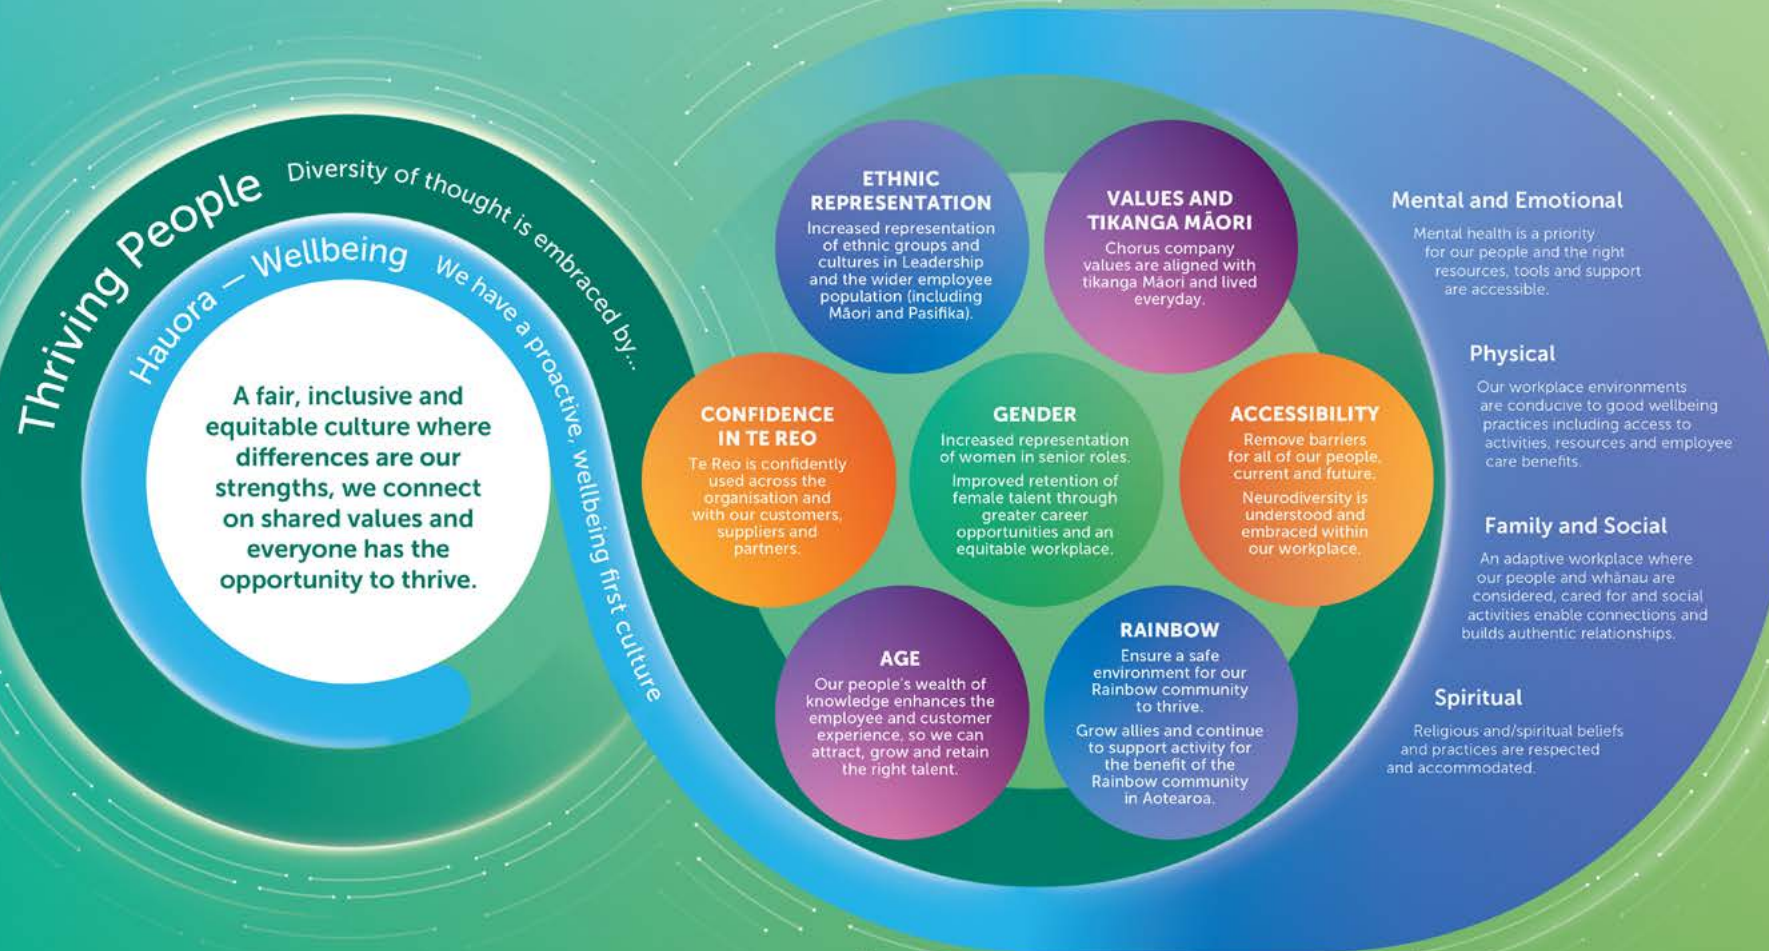 Thriving People
Diversity of thought is embraced by...
Hauora — Wellbeing
We have a proactive, wellbeing first culture
A fair, inclusive and
equitable culture where
differences are our
strengths, we connect
on shared values and
everyone has the
opportunity to thrive.
ETHNIC
REPRESENTATION
Increased representation
of ethnic groups and
cultures in Leadership
and the wider employee
population (including
Māori and Pasifika).
VALUES AND
TIKANGA MĀORI
Chorus company
values are aligned with
tikanga Māori and lived
everyday.
CONFIDENCE
IN TE REO
Te Reo is confidently
used across the
organisation and
with our customers,
suppliers and
partners.
GENDER
Increased representation
of women in senior roles.
Improved retention of
female talent through
greater career
opportunities and an
equitable workplace.
ACCESSIBILITY
Remove barriers
for all of our people,
current and future.
Neurodiversity is
understood and
embraced within
our workplace.
AGE
Our people's wealth of
knowledge enhances the
employee and customer
experience, so we can
attract, grow and retain
the right talent.
RAINBOW
Ensure a safe
environment for our
Rainbow community
to thrive.
Grow allies and continue
to support activity for
the benefit of the
Rainbow community
in Aotearoa.
Mental and Emotional
Mental health is a priority
for our people and the right
resources, tools and support
are accessible.
Physical
Our workplace environments
are conducive to good wellbeing
practices including access to
activities, resources and employee
care benefits.
Family and Social
An adaptive workplace where
our people and whānau are
considered, cared for and social
activities enable connections and
builds authentic relationships.
Spiritual
Religious and/spiritual beliefs
and practices are respected
and accommodated.